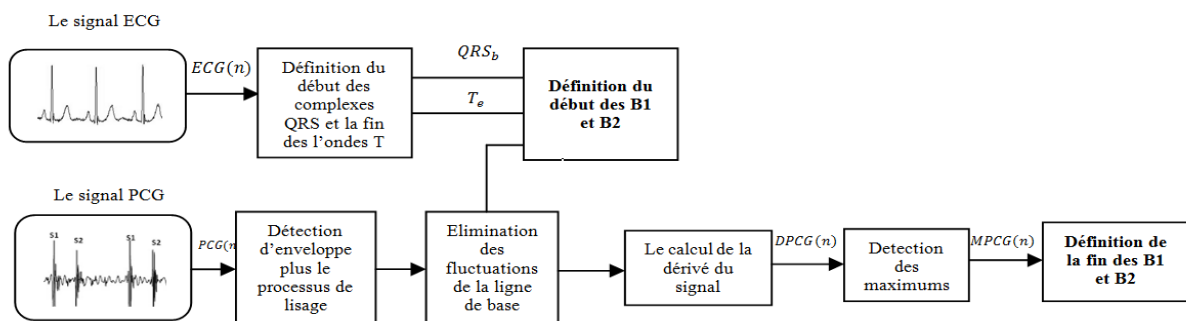 Le signal ECG
ECG(n)
Définition du
début des
complexes
QRS et la fin
des l'ondes T
QRS_b
T_e
Définition du
début des B1
et B2
Le signal PCG
S1 S2 S1 S2
PCG(n
Détection
d'enveloppe
plus le
processus de
lisage
Elimination
des
fluctuations
de la ligne
de base
Le calcul de la
dérivé du
signal
DPCG(n)
Detection
des
maximums
MPCG(n)
Définition de
la fin des B1
et B2